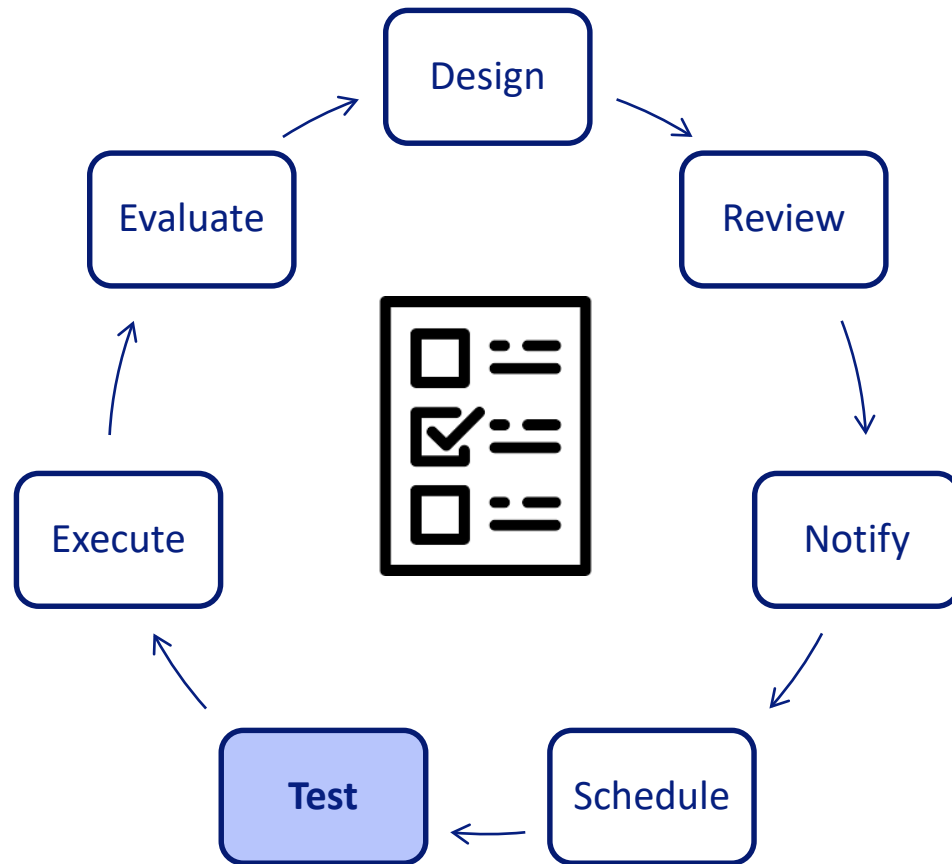 Design
Review
Notify
Schedule
Test
Execute
Evaluate